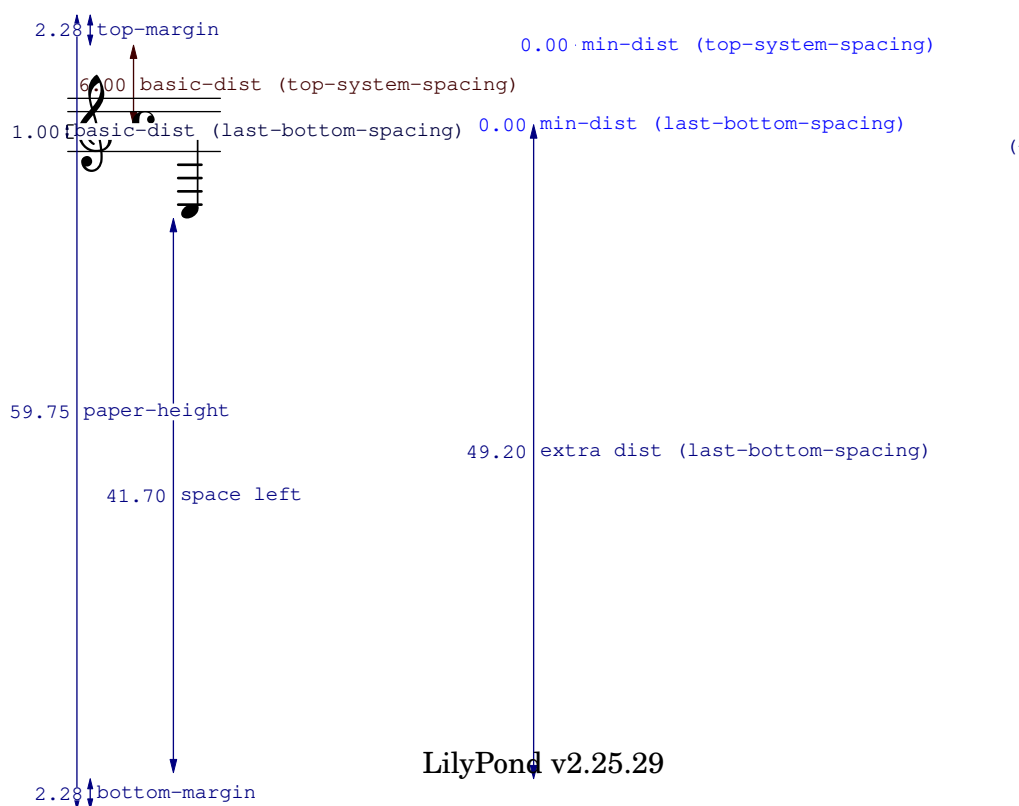 2.28 top-margin
0.00 min-dist (top-system-spacing)
6.00 basic-dist (top-system-spacing)
1.00 basic-dist (last-bottom-spacing)
0.00 min-dist (last-bottom-spacing)
(
59.75 paper-height
49.20 extra dist (last-bottom-spacing)
41.70 space left
LilyPond v2.25.29
2.28 bottom-margin